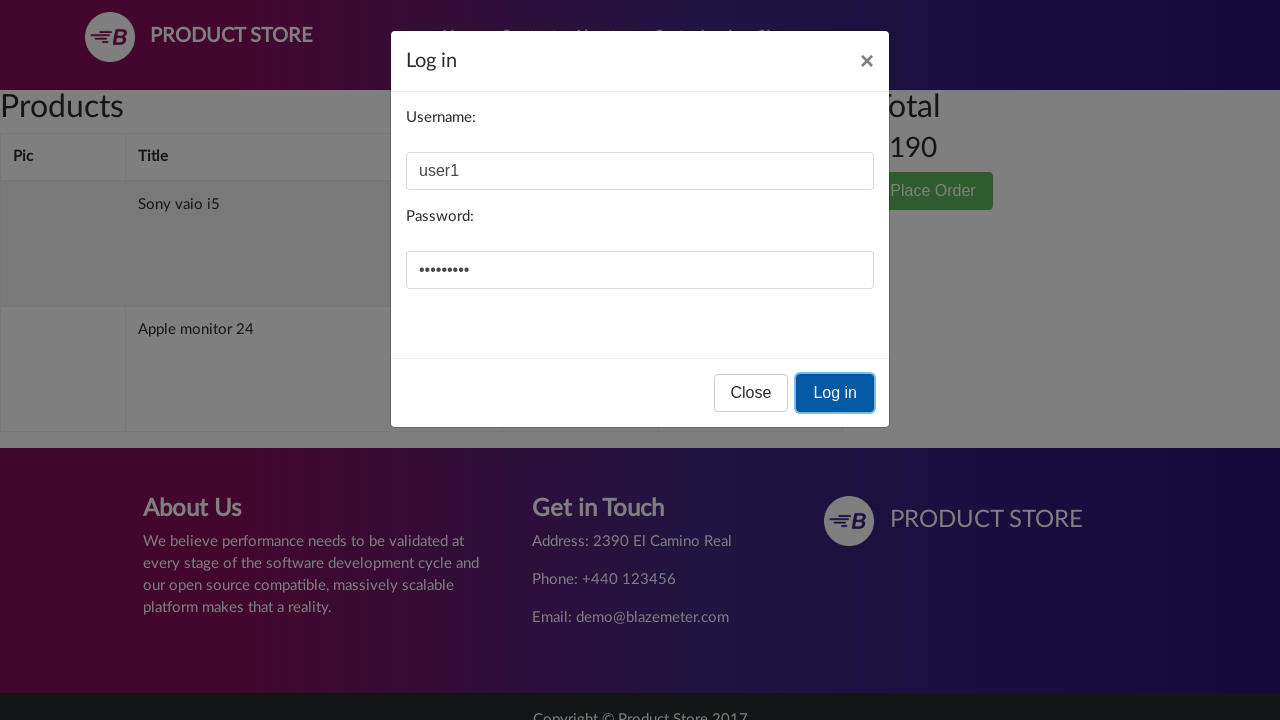 PRODUCT STORE
Log in
×
Products
Total
Username:
190
Pic
Title
user1
Place Order
Sony vaio i5
Password:
•••••••••
Apple monitor 24
Close
Log in
About Us
We believe performance needs to be validated at
every stage of the software development cycle and
our open source compatible, massively scalable
platform makes that a reality.
Get in Touch
Address: 2390 El Camino Real
Phone: +440 123456
Email: demo@blazemeter.com
B
PRODUCT STORE
Copyright © Product Store 2017